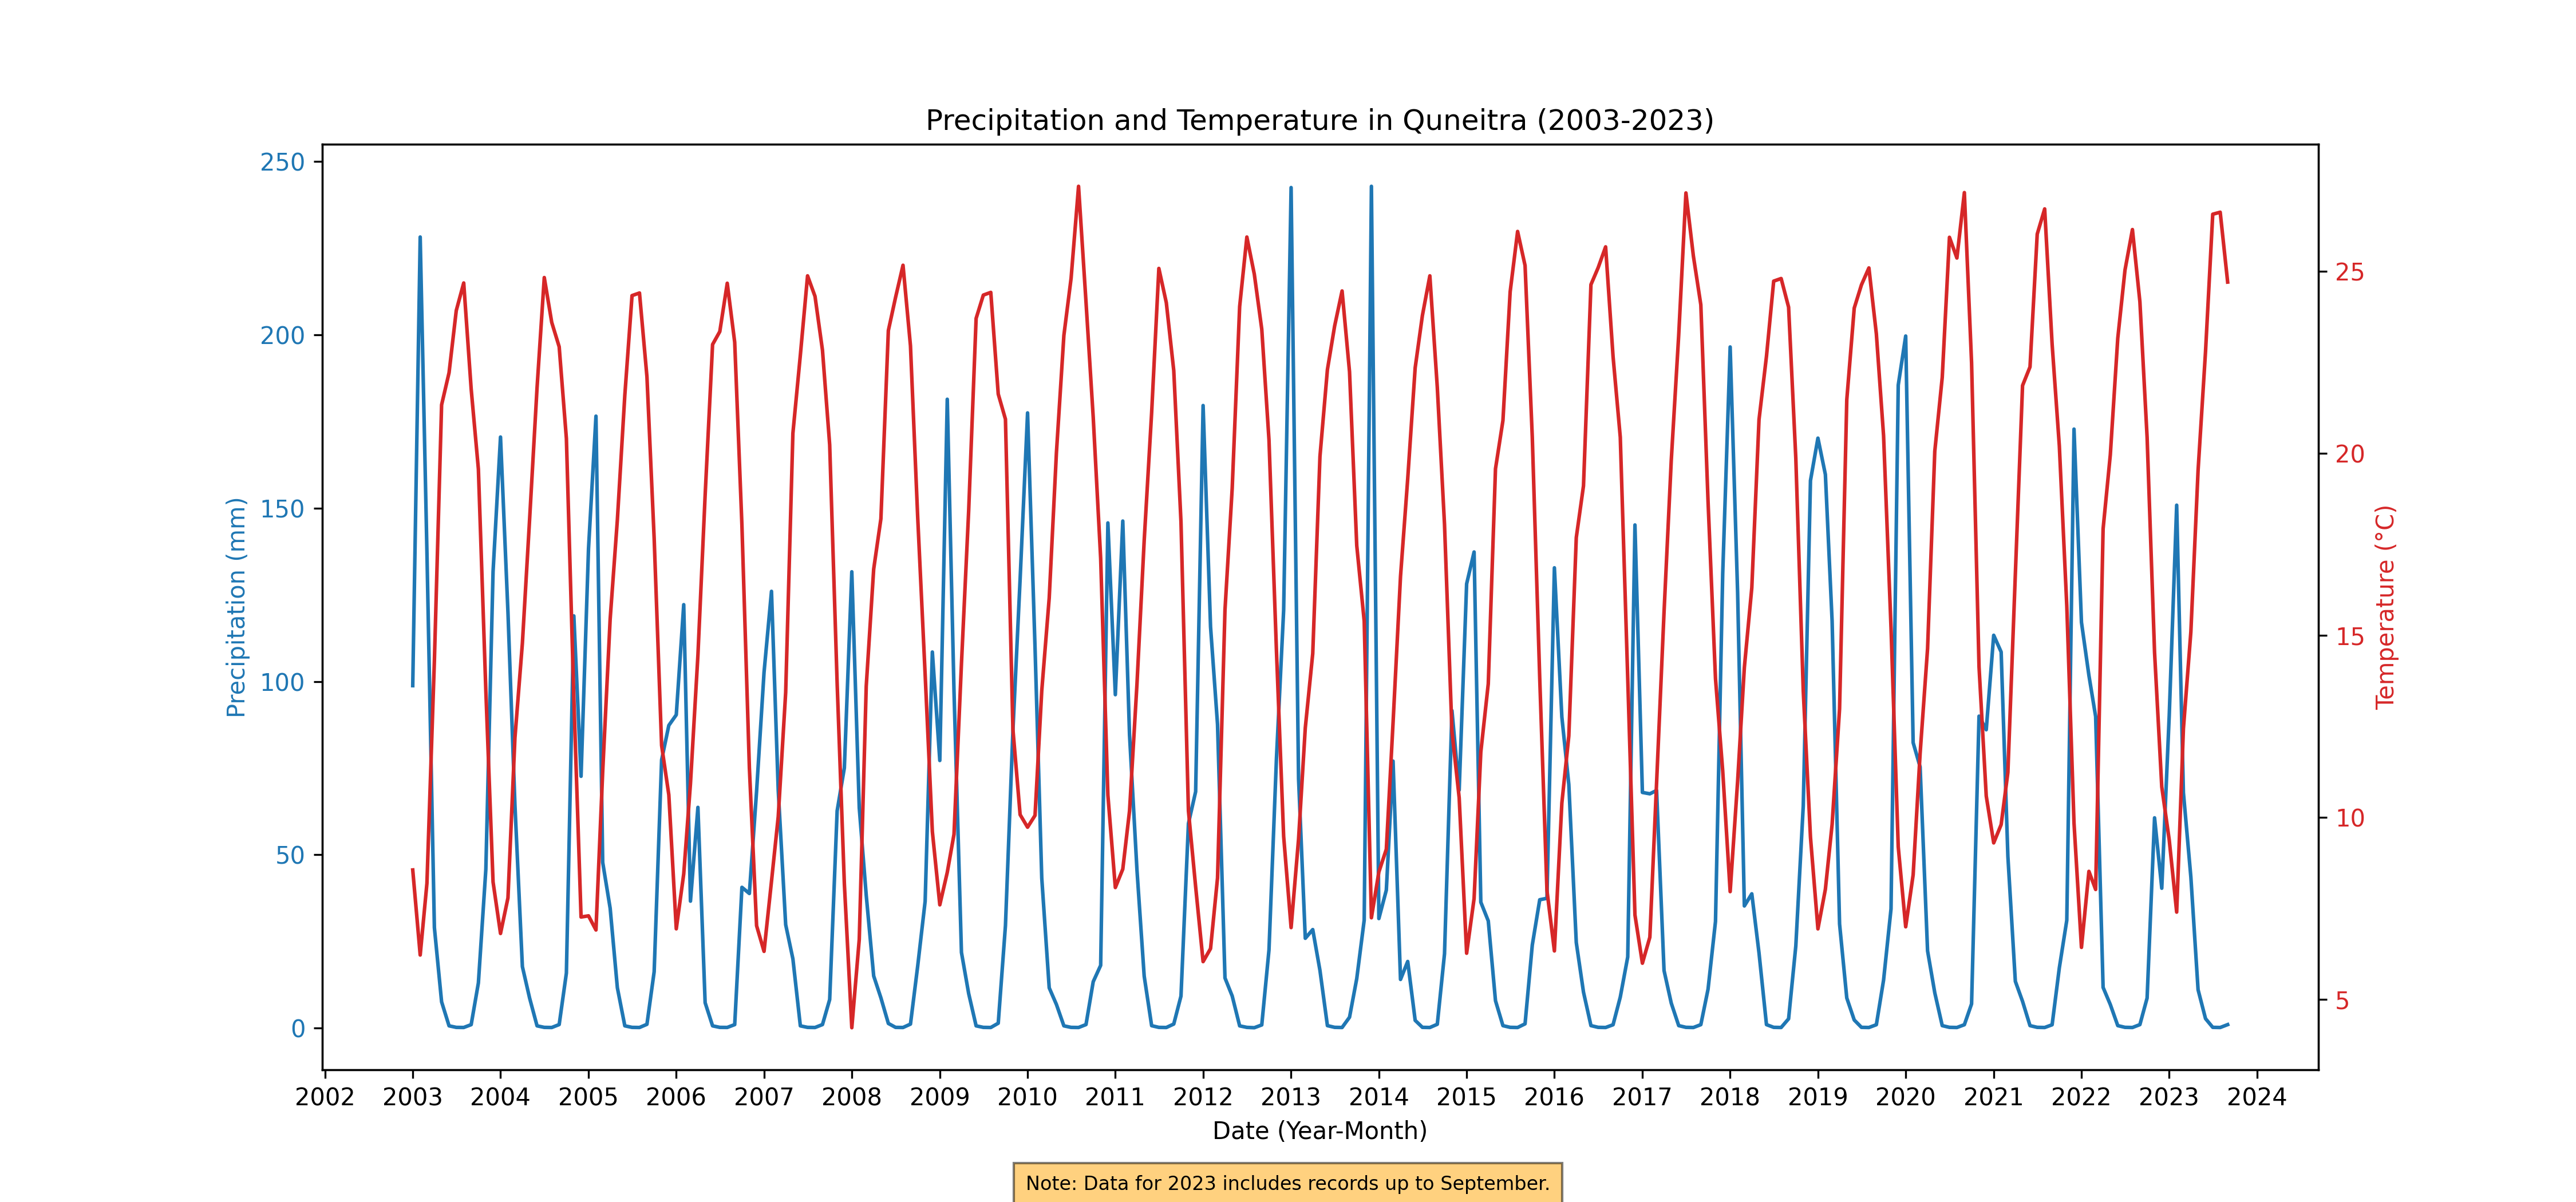 Precipitation and Temperature in Quneitra (2003-2023)
250
200
150
100
50
0
Precipitation (mm)
25
20
15
10
5
Temperature (°C)
2002 2003 2004 2005 2006 2007 2008 2009 2010 2011 2012 2013 2014 2015 2016 2017 2018 2019 2020 2021 2022 2023 2024
Date (Year-Month)
Note: Data for 2023 includes records up to September.